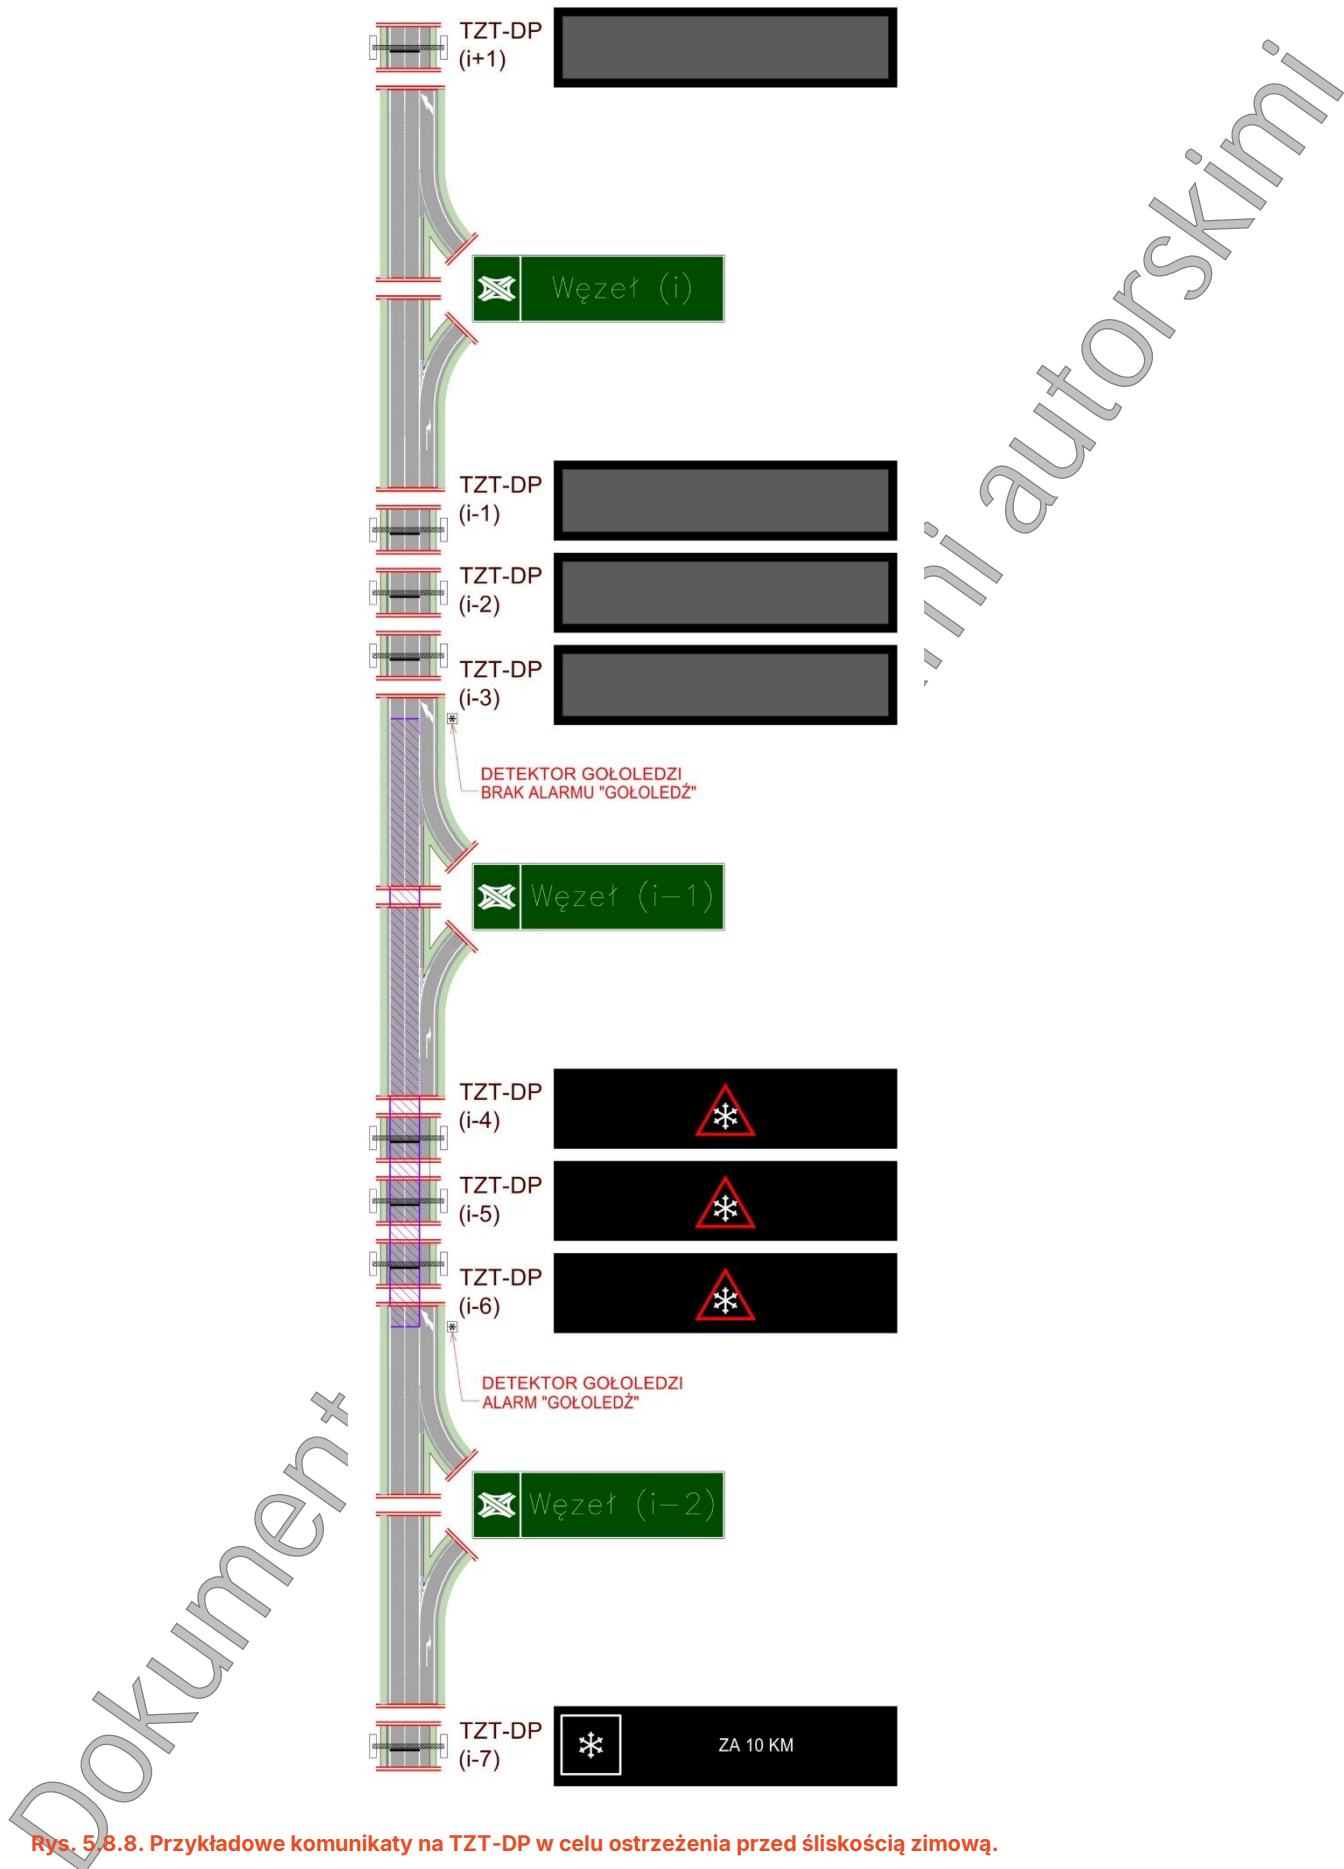 TZT-DP
(i+1)
Węzeł (i)
TZT-DP
(i-1)
TZT-DP
(i-2)
TZT-DP
(i-3)
DETEKTOR GOŁOLEDZI
BRAK ALARMU "GOŁOLEDŹ"
Węzeł (i-1)
TZT-DP
(i-4)
TZT-DP
(i-5)
TZT-DP
(i-6)
DETEKTOR GOŁOLEDZI
ALARM "GOŁOLEDŹ"
Węzeł (i-2)
TZT-DP
(i-7)
ZA 10 KM
Dokument
autorskimi
Rys. 5.8.8. Przykładowe komunikaty na TZT-DP w celu ostrzeżenia przed śliskością zimową.